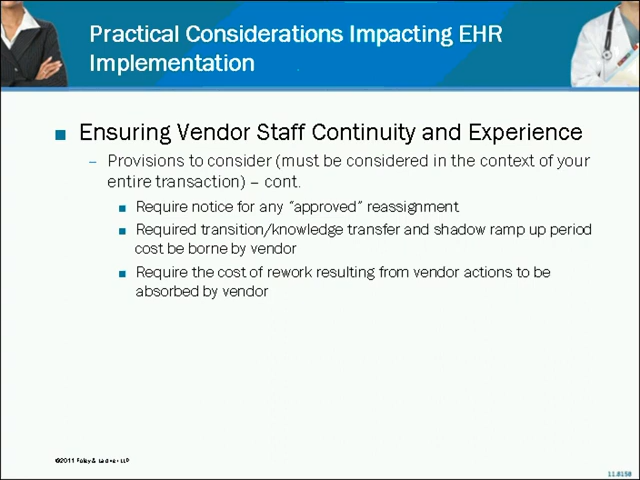 Practical Considerations Impacting EHR
Implementation
■ Ensuring Vendor Staff Continuity and Experience
– Provisions to consider (must be considered in the context of your
entire transaction) – cont.
■ Require notice for any "approved" reassignment
■ Required transition/knowledge transfer and shadow ramp up period
cost be borne by vendor
■ Require the cost of rework resulting from vendor actions to be
absorbed by vendor
©2011 Foley & Lardner LLP
11.8158